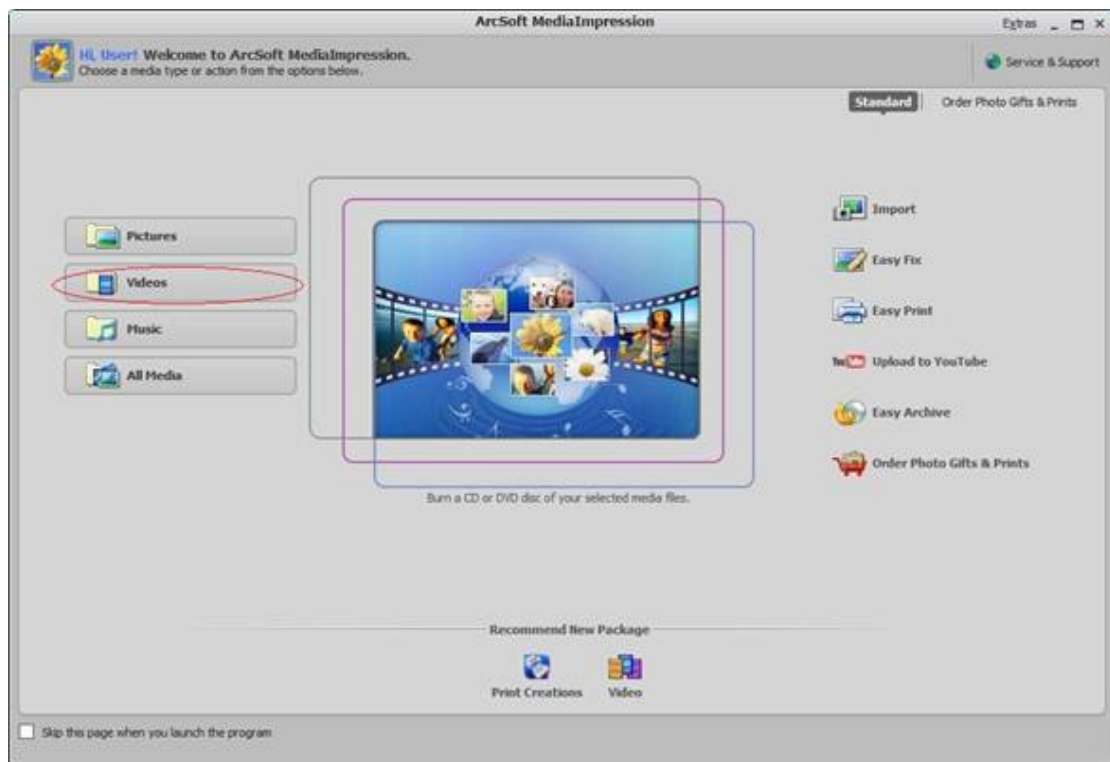 ArcSoft MediaImpression
Extras
Hi, User! Welcome to ArcSoft MediaImpression.
Choose a media type or action from the options below.
Service & Support
Standard
Order Photo Gifts & Prints
Pictures
Videos
Music
All Media
Import
Easy Fix
Easy Print
You Tube Upload to YouTube
Easy Archive
Order Photo Gifts & Prints
Burn a CD or DVD disc of your selected media files.
Recommend New Package
Print Creations
Video
Skip this page when you launch the program